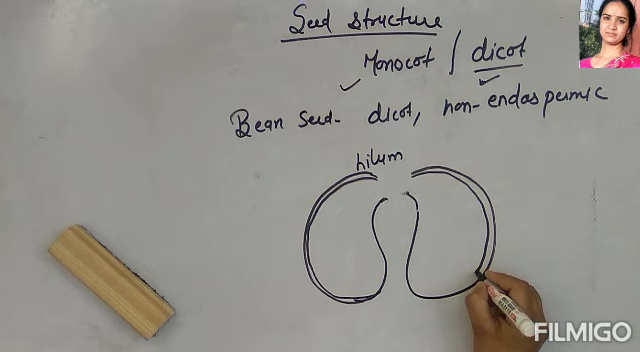 Seed structure
Monocot / dicot
Bean seed- dicot, non-endospermic
hilum
FILMIGO